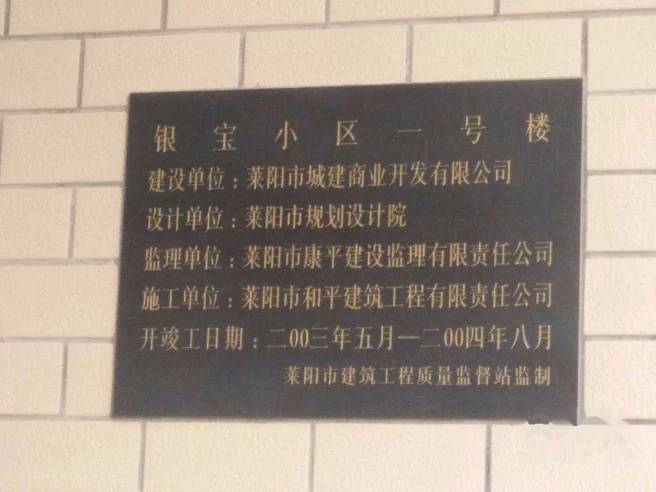 银宝小区一号楼
建设单位：莱阳市城建商业开发有限公司
设计单位：莱阳市规划设计院
监理单位：莱阳市康平建设监理有限责任公司
施工单位：莱阳市和平建筑工程有限责任公司
开竣工日期：二00三年五月—二00四年八月
莱阳市建筑工程质量监督站监制